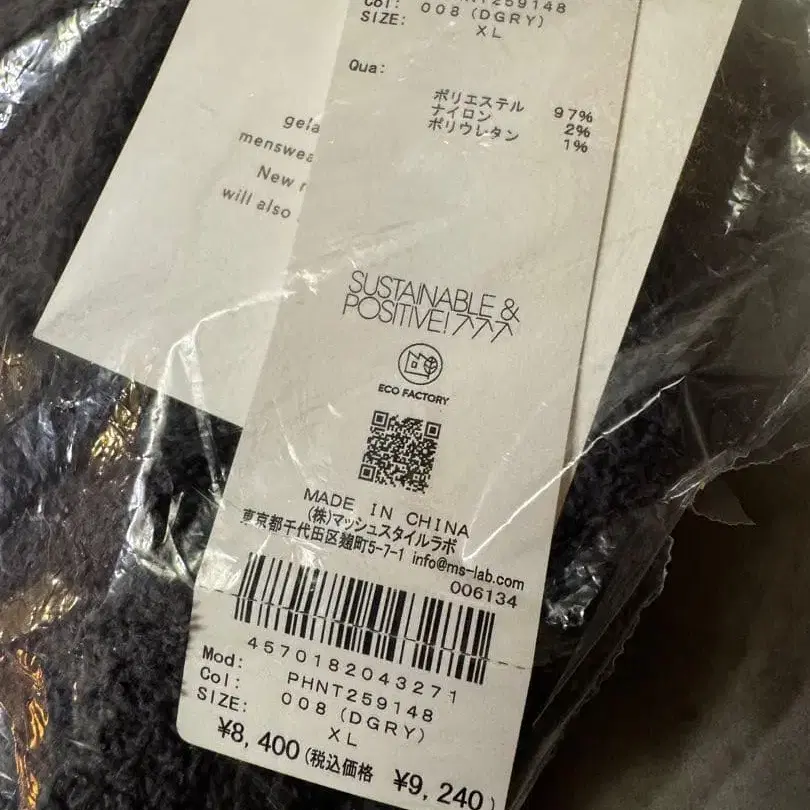 PHNT259148
Col: 008 (DGRY)
SIZE: XL
Qua:
ポリエステル 97%
ナイロン 2%
ポリウレタン 1%
gela
menswea
New
will also
SUSTAINABLE &
POSITIVE!
ECO FACTORY
MADE IN CHINA
(株)マッシュスタイルラボ
東京都千代田区麹町5-7-1 info@ms-lab.com
006134
4570182043271
Mod: PHNT259148
Col: 008 (DGRY)
SIZE: XL
¥8,400(税込価格 ¥9,240)